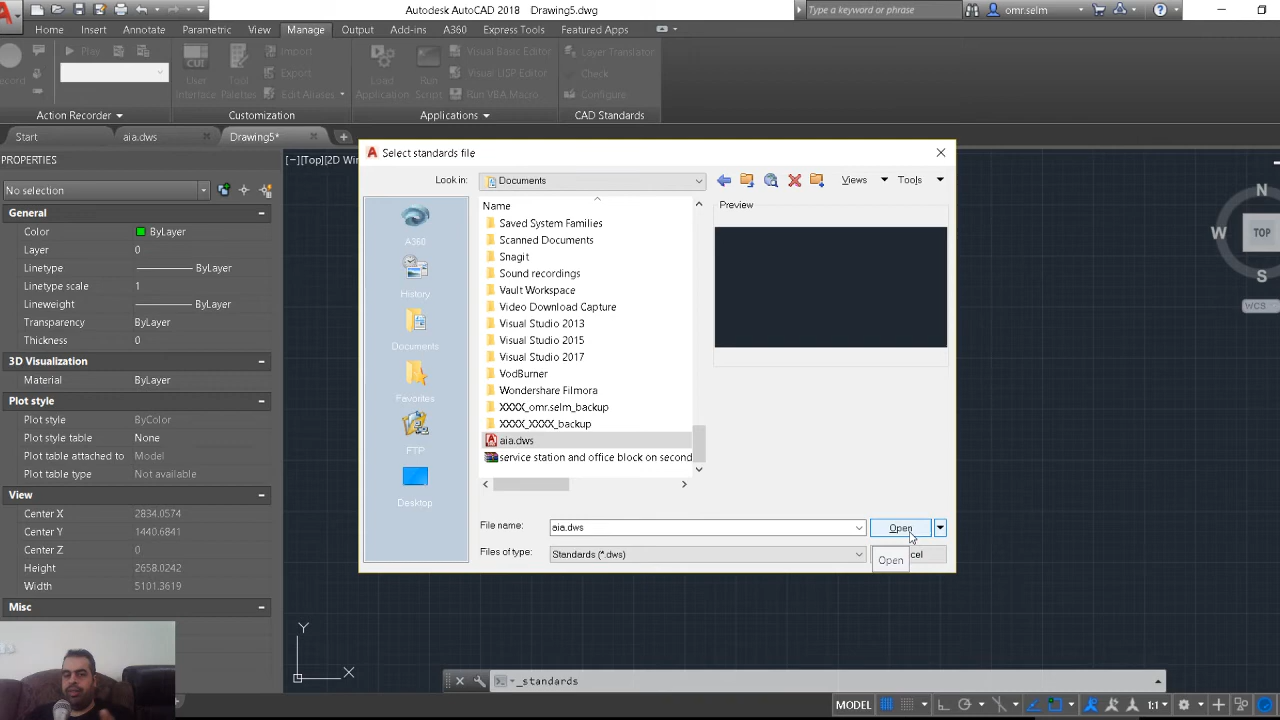 Autodesk AutoCAD 2018 Drawing5.dwg
Type a keyword or phrase
omr.selm
Home Insert Annotate Parametric View Manage Output Add-ins A360 Express Tools Featured Apps
Play
User
Interface
Tool
Palettes
Import
Export
Edit Aliases
Load
Application
Run
Script
Visual Basic Editor
Visual LISP Editor
Run VBA Macro
Layer Translator
Check
Configure
Action Recorder
Customization
Applications
CAD Standards
Start
aia.dws
Drawing5*
PROPERTIES
No selection
General
Color ByLayer
Layer 0
Linetype ByLayer
Linetype scale 1
Lineweight ByLayer
Transparency ByLayer
Thickness 0
3D Visualization
Material ByLayer
Plot style
Plot style ByColor
Plot style table None
Plot table attached to Model
Plot table type Not available
View
Center X 2834.0574
Center Y 1440.6841
Height 2658.0242
Width 5101.3619
Misc
[−][Top][2D Wi
Select standards file
Look in: Documents
Views Tools
A360
History
Documents
Favorites
FTP
Desktop
Name
Saved System Families
Scanned Documents
Snagit
Sound recordings
Vault Workspace
Video Download Capture
Visual Studio 2013
Visual Studio 2015
Visual Studio 2017
VodBurner
Wondershare Filmora
XXXX_omr.selm_backup
XXXX_XXXX_backup
aia.dws
service station and office block on second
Preview
File name: aia.dws
Open
Files of type: Standards (*.dws)
cel
Open
N
W
TOP
S
WCS
Y
X
_standards
MODEL
1:1